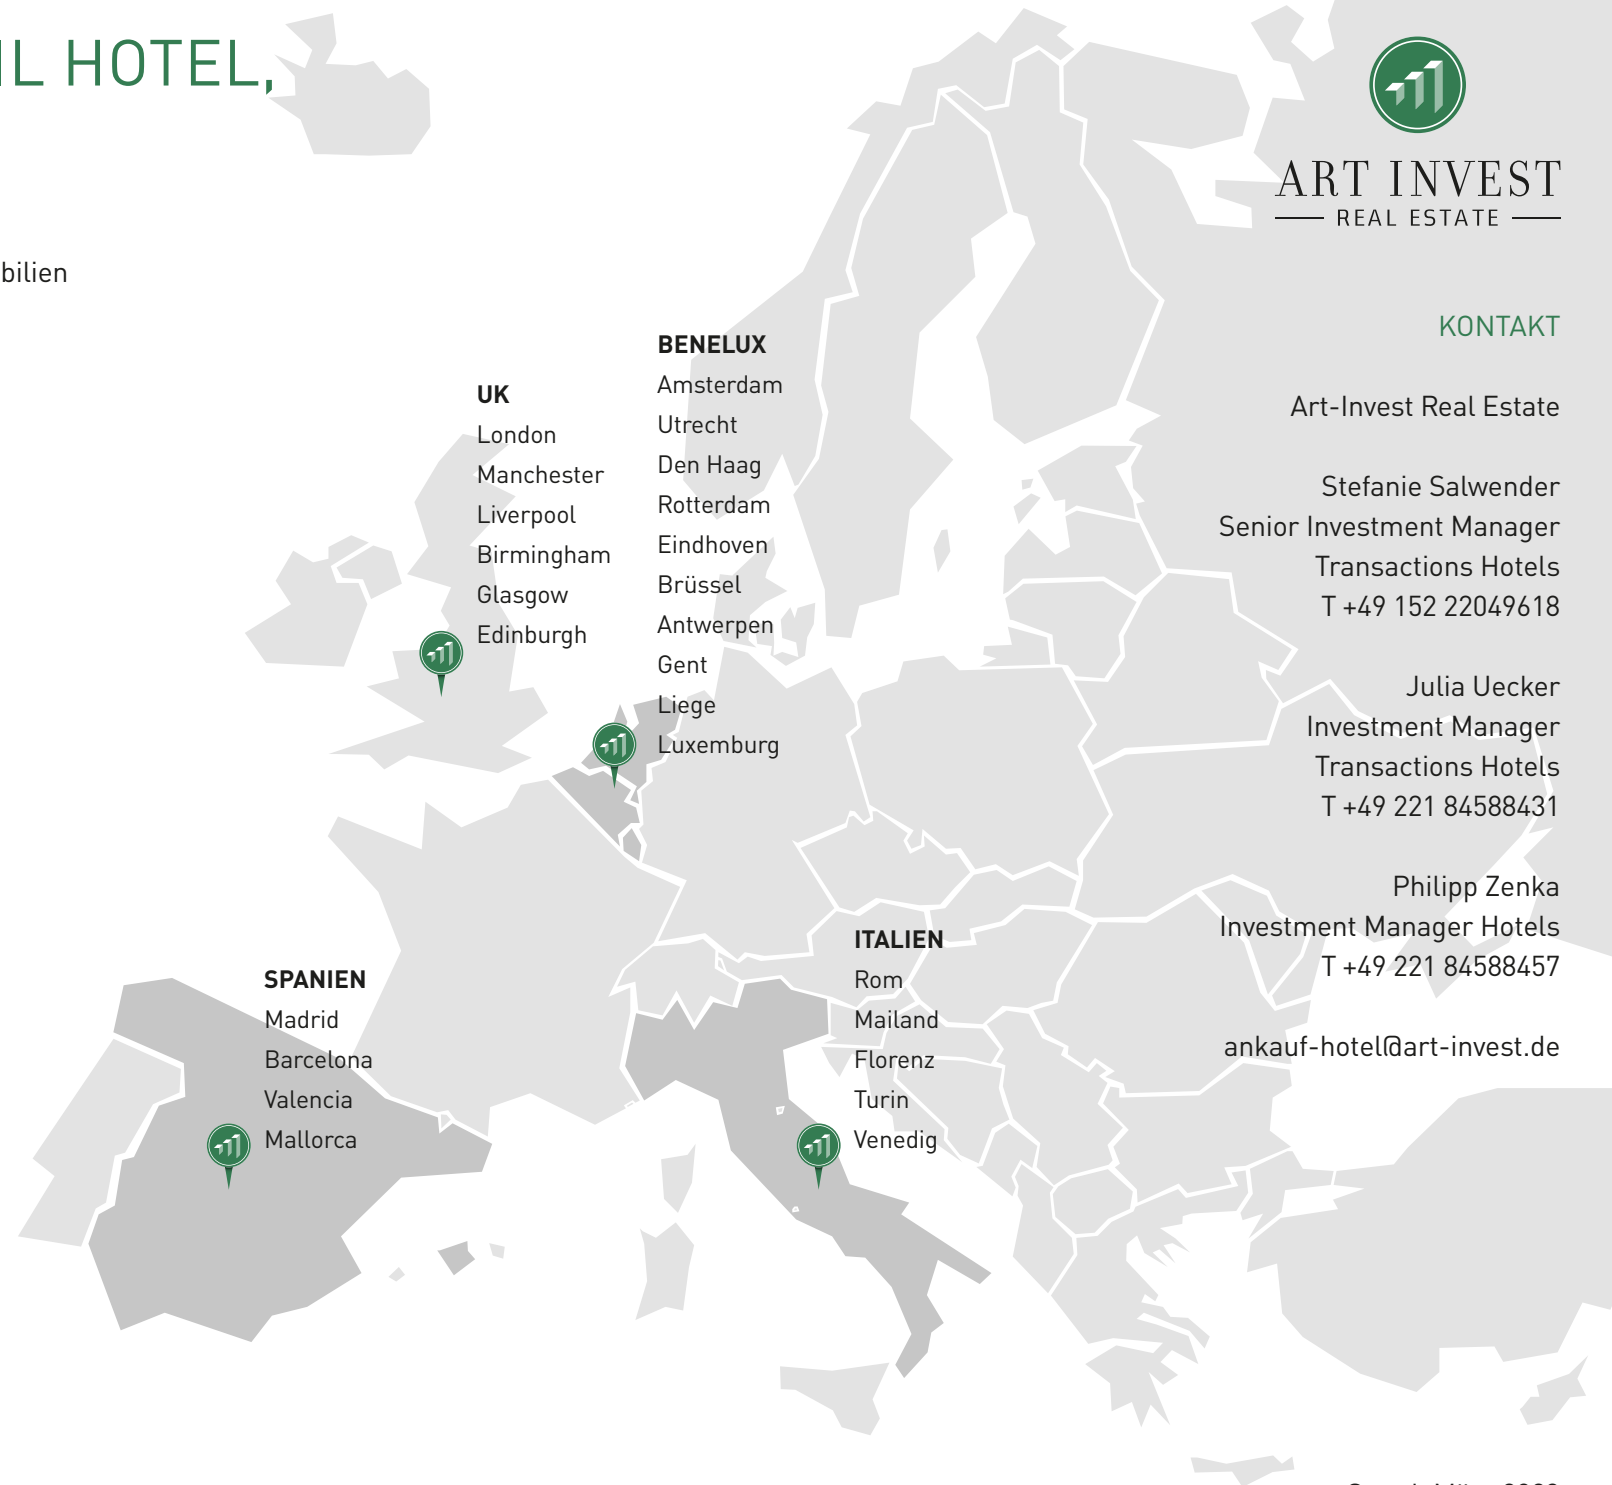 HOTEL,
ART INVEST
REAL ESTATE
KONTAKT
Art-Invest Real Estate
Stefanie Salwender
Senior Investment Manager
Transactions Hotels
T +49 152 22049618
Julia Uecker
Investment Manager
Transactions Hotels
T +49 221 84588431
Philipp Zenka
Investment Manager Hotels
T +49 221 84588457
ankauf-hotel@art-invest.de
UK
London
Manchester
Liverpool
Birmingham
Glasgow
Edinburgh
BENELUX
Amsterdam
Utrecht
Den Haag
Rotterdam
Eindhoven
Brüssel
Antwerpen
Gent
Liege
Luxemburg
SPANIEN
Madrid
Barcelona
Valencia
Mallorca
ITALIEN
Rom
Mailand
Florenz
Turin
Venedig